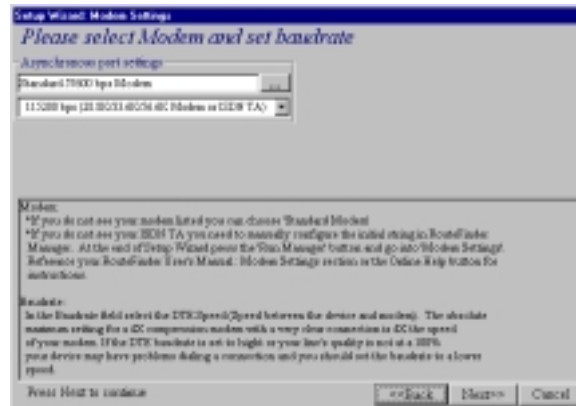 Setup Wizard: Modem Settings
Please select Modem and set baudrate
Asynchronous port settings
Standard 19200 bps Modem
...
115200 bps (28.8K/33.6K/56.6K Modem or ISDN TA)
Modem:
*If you do not see your modem listed you can choose 'Standard Modem'
*If you do not see your ISDN TA you need to manually configure the initial string in RouteFinder
Manager. At the end of Setup Wizard press the 'Run Manager' button and go into 'Modem Settings'.
Reference your RouteFinder User's Manual: Modem Settings section or the Online Help button for
instructions.
Baudrate:
In the Baudrate field select the DTE Speed(Speed between the device and modem). The absolute
maximum setting for a 4X compression modem with a very clear connection is 4X the speed
of your modem. If the DTE baudrate is set to hight or your line's quality is not at a 100%
your device may have problems dialing a connection and you should set the baudrate to a lower
speed.
Press Next to continue
<<Back
Next>>
Cancel